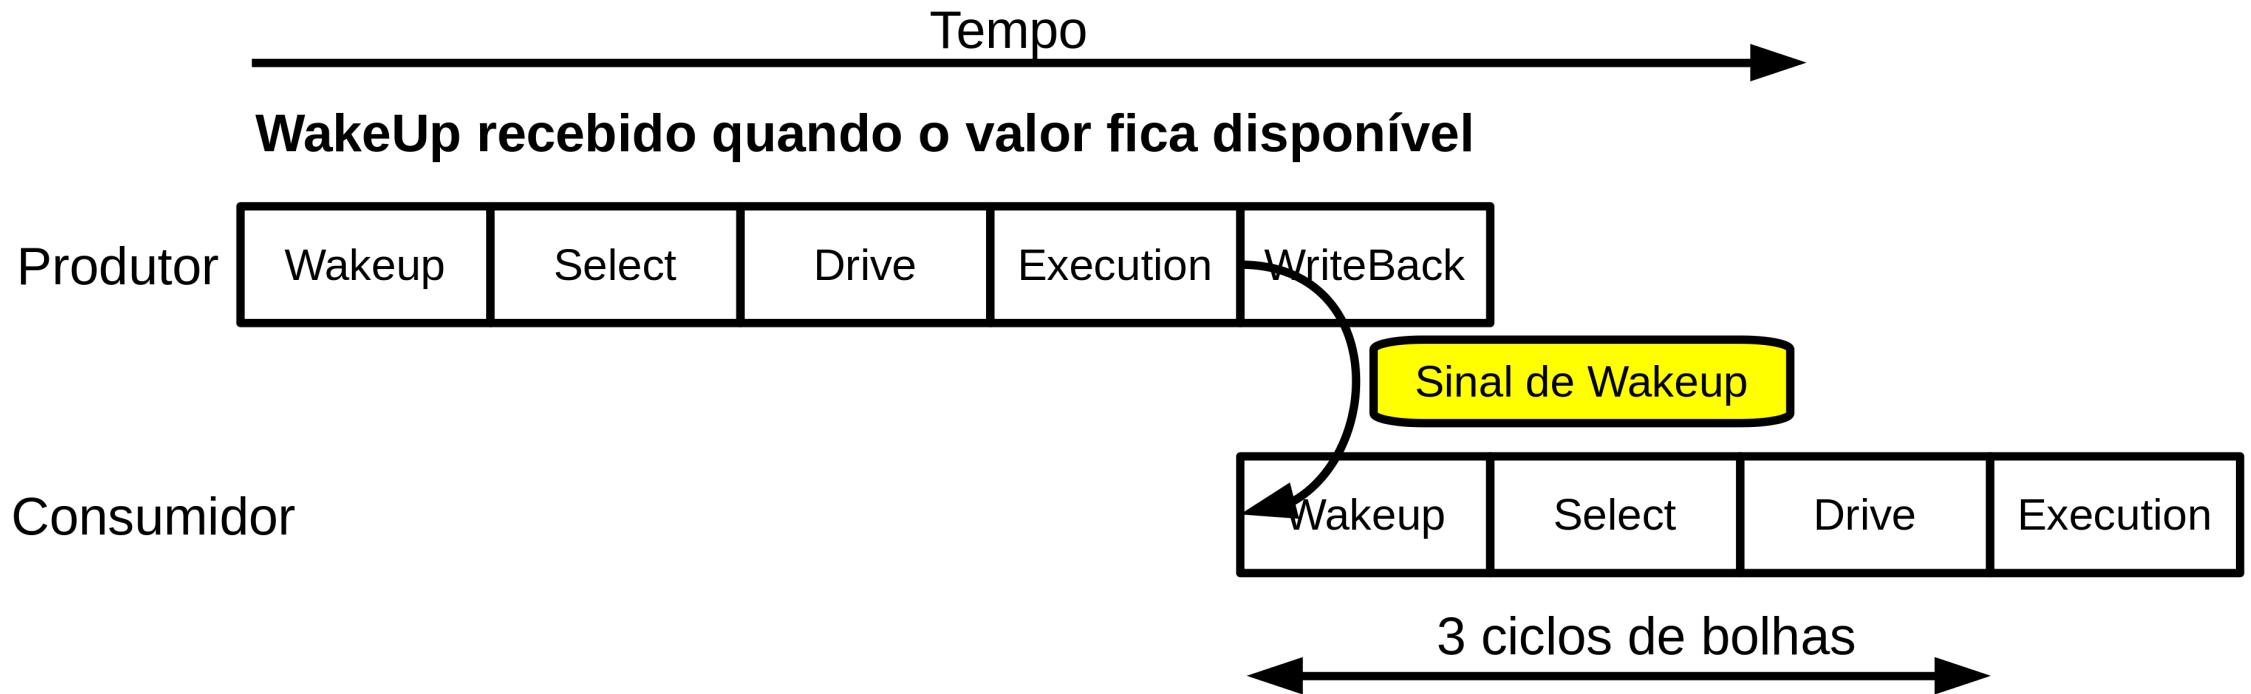 Tempo
WakeUp recebido quando o valor fica disponível
Produtor
Wakeup
Select
Drive
Execution
WriteBack
Sinal de Wakeup
Consumidor
Wakeup
Select
Drive
Execution
3 ciclos de bolhas